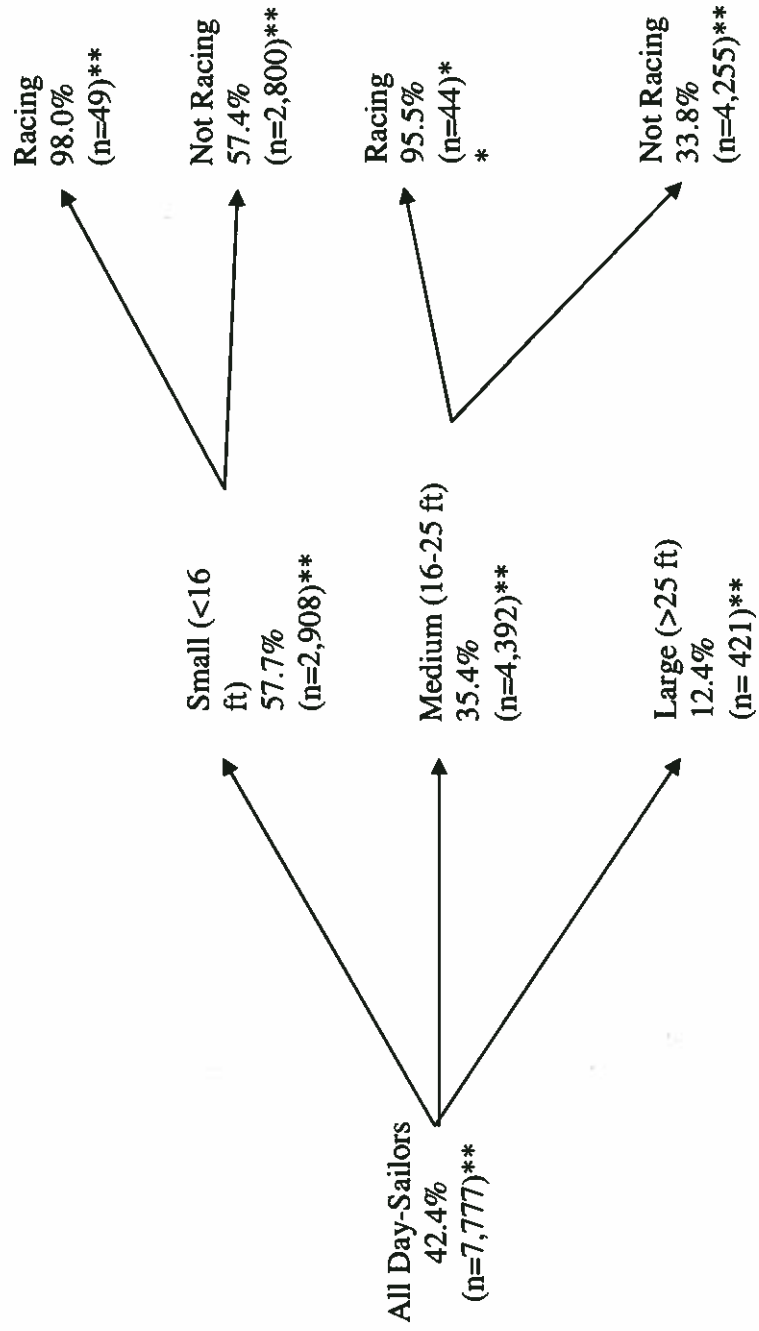 All Day-Sailors
42.4%
(n=7,777)**
Small (<16
ft)
57.7%
(n=2,908)**
Medium (16-25 ft)
35.4%
(n=4,392)**
Large (>25 ft)
12.4%
(n= 421)**
Racing
98.0%
(n=49)**
Not Racing
57.4%
(n=2,800)**
Racing
95.5%
(n=44)*
*
Not Racing
33.8%
(n=4,255)**